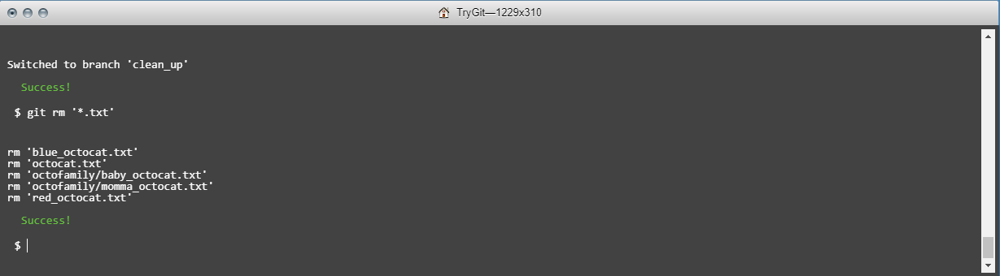 TryGit—1229x310
Switched to branch 'clean_up'
Success!
$ git rm '*.txt'
rm 'blue_octocat.txt'
rm 'octocat.txt'
rm 'octofamily/baby_octocat.txt'
rm 'octofamily/momma_octocat.txt'
rm 'red_octocat.txt'
Success!
$